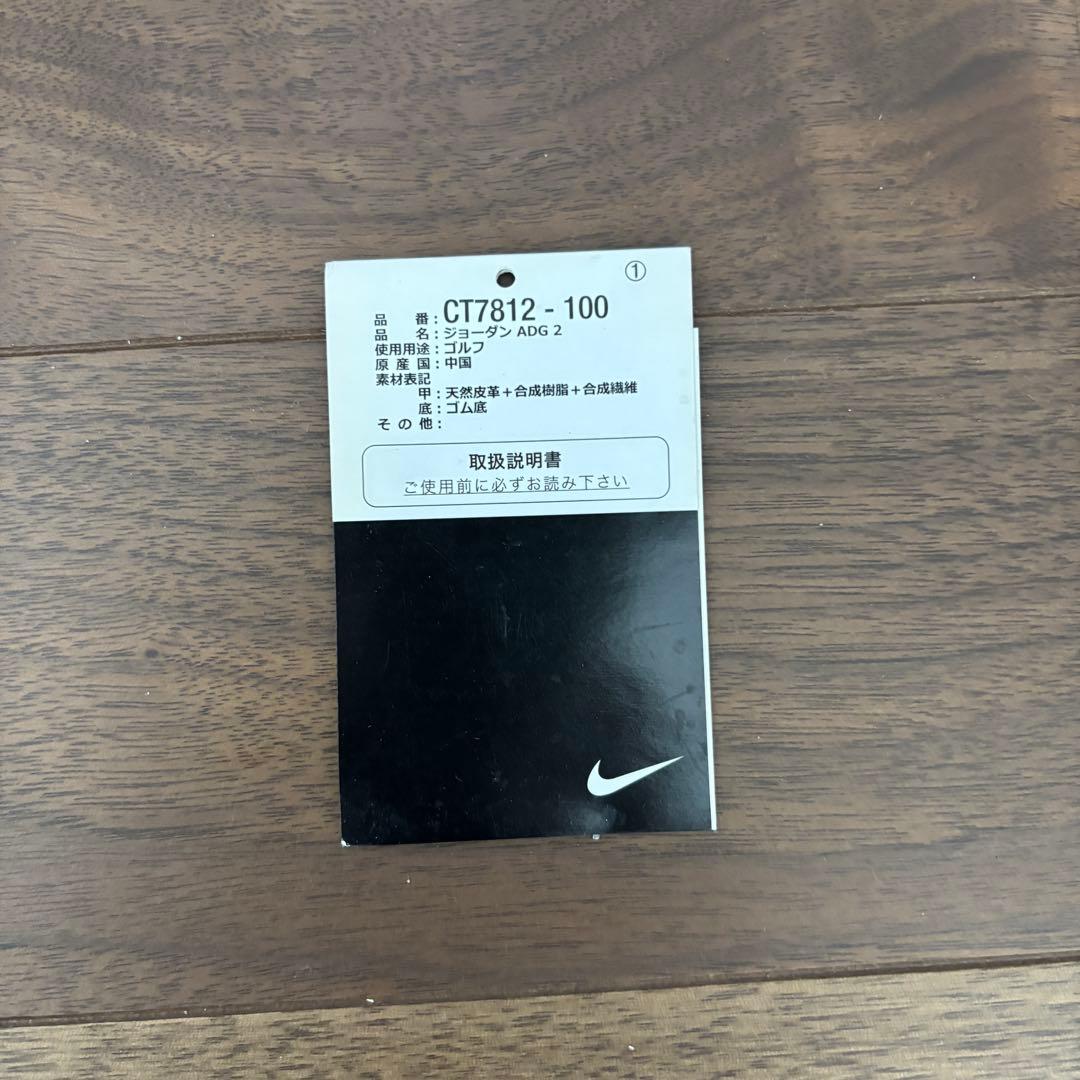 ①
品番：CT7812 - 100
品名：ジョーダン ADG 2
使用用途：ゴルフ
原産国：中国
素材表記
甲：天然皮革＋合成樹脂＋合成繊維
底：ゴム底
その他：
取扱説明書
ご使用前に必ずお読み下さい